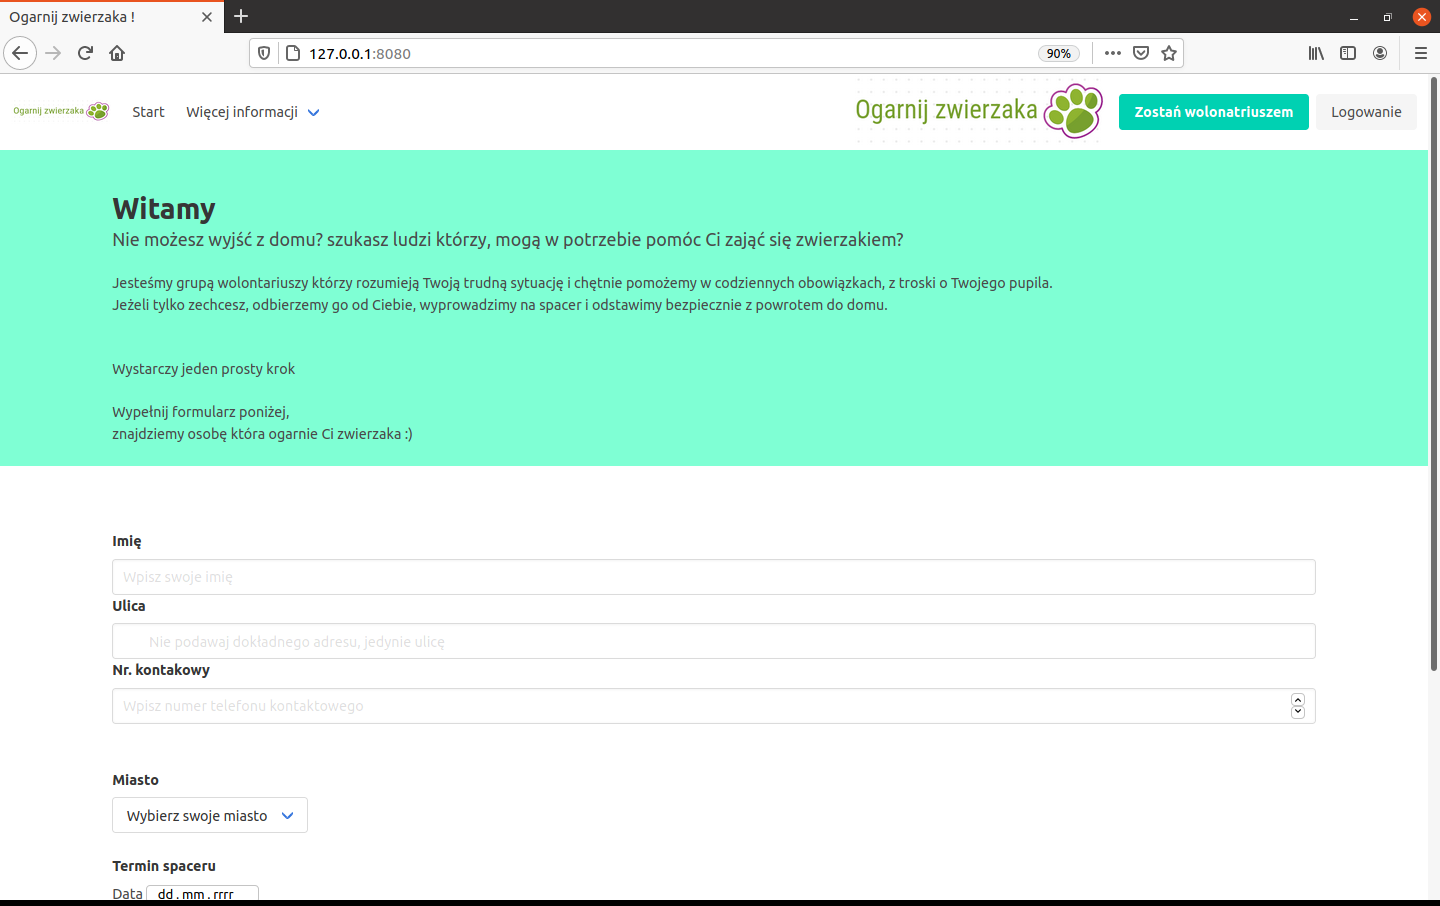 Ogarnij zwierzaka !
127.0.0.1:8080
90%
Ogarnij zwierzaka
Start
Więcej informacji
Ogarnij zwierzaka
Zostań wolonatriuszem
Logowanie
Witamy
Nie możesz wyjść z domu? szukasz ludzi którzy, mogą w potrzebie pomóc Ci zająć się zwierzakiem?
Jesteśmy grupą wolontariuszy którzy rozumieją Twoją trudną sytuację i chętnie pomożemy w codziennych obowiązkach, z troski o Twojego pupila.
Jeżeli tylko zechcesz, odbierzemy go od Ciebie, wyprowadzimy na spacer i odstawimy bezpiecznie z powrotem do domu.
Wystarczy jeden prosty krok
Wypełnij formularz poniżej,
znajdziemy osobę która ogarnie Ci zwierzaka :)
Imię
Wpisz swoje imię
Ulica
Nie podawaj dokładnego adresu, jedynie ulicę
Nr. kontakowy
Wpisz numer telefonu kontaktowego
Miasto
Wybierz swoje miasto
Termin spaceru
Data dd.mm.rrrr